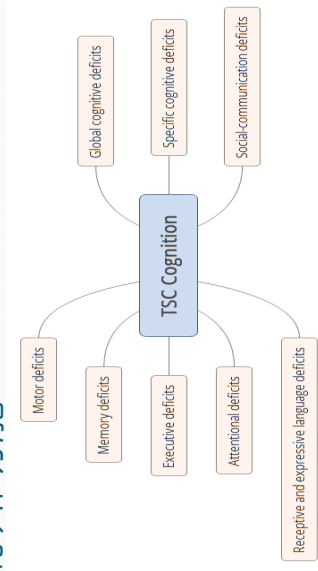 TSC Cognition
Global cognitive deficits
Specific cognitive deficits
Social-communication deficits
Motor deficits
Memory deficits
Executive deficits
Attentional deficits
Receptive and expressive language deficits